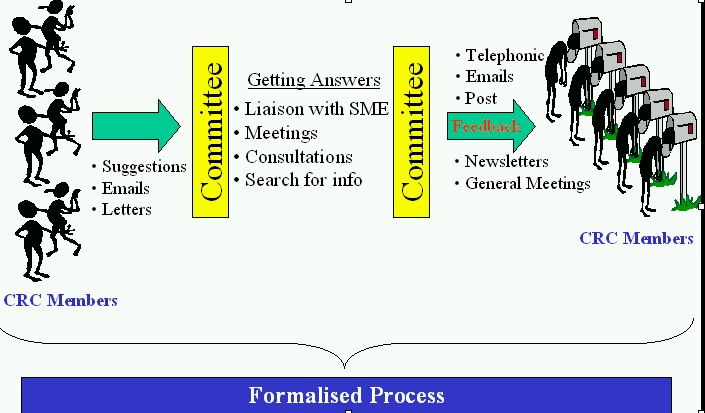 • Suggestions
• Emails
• Letters
CRC Members
Committee
Getting Answers
• Liaison with SME
• Meetings
• Consultations
• Search for info
Committee
• Telephonic
• Emails
• Post
Feedback
• Newsletters
• General Meetings
CRC Members
Formalised Process